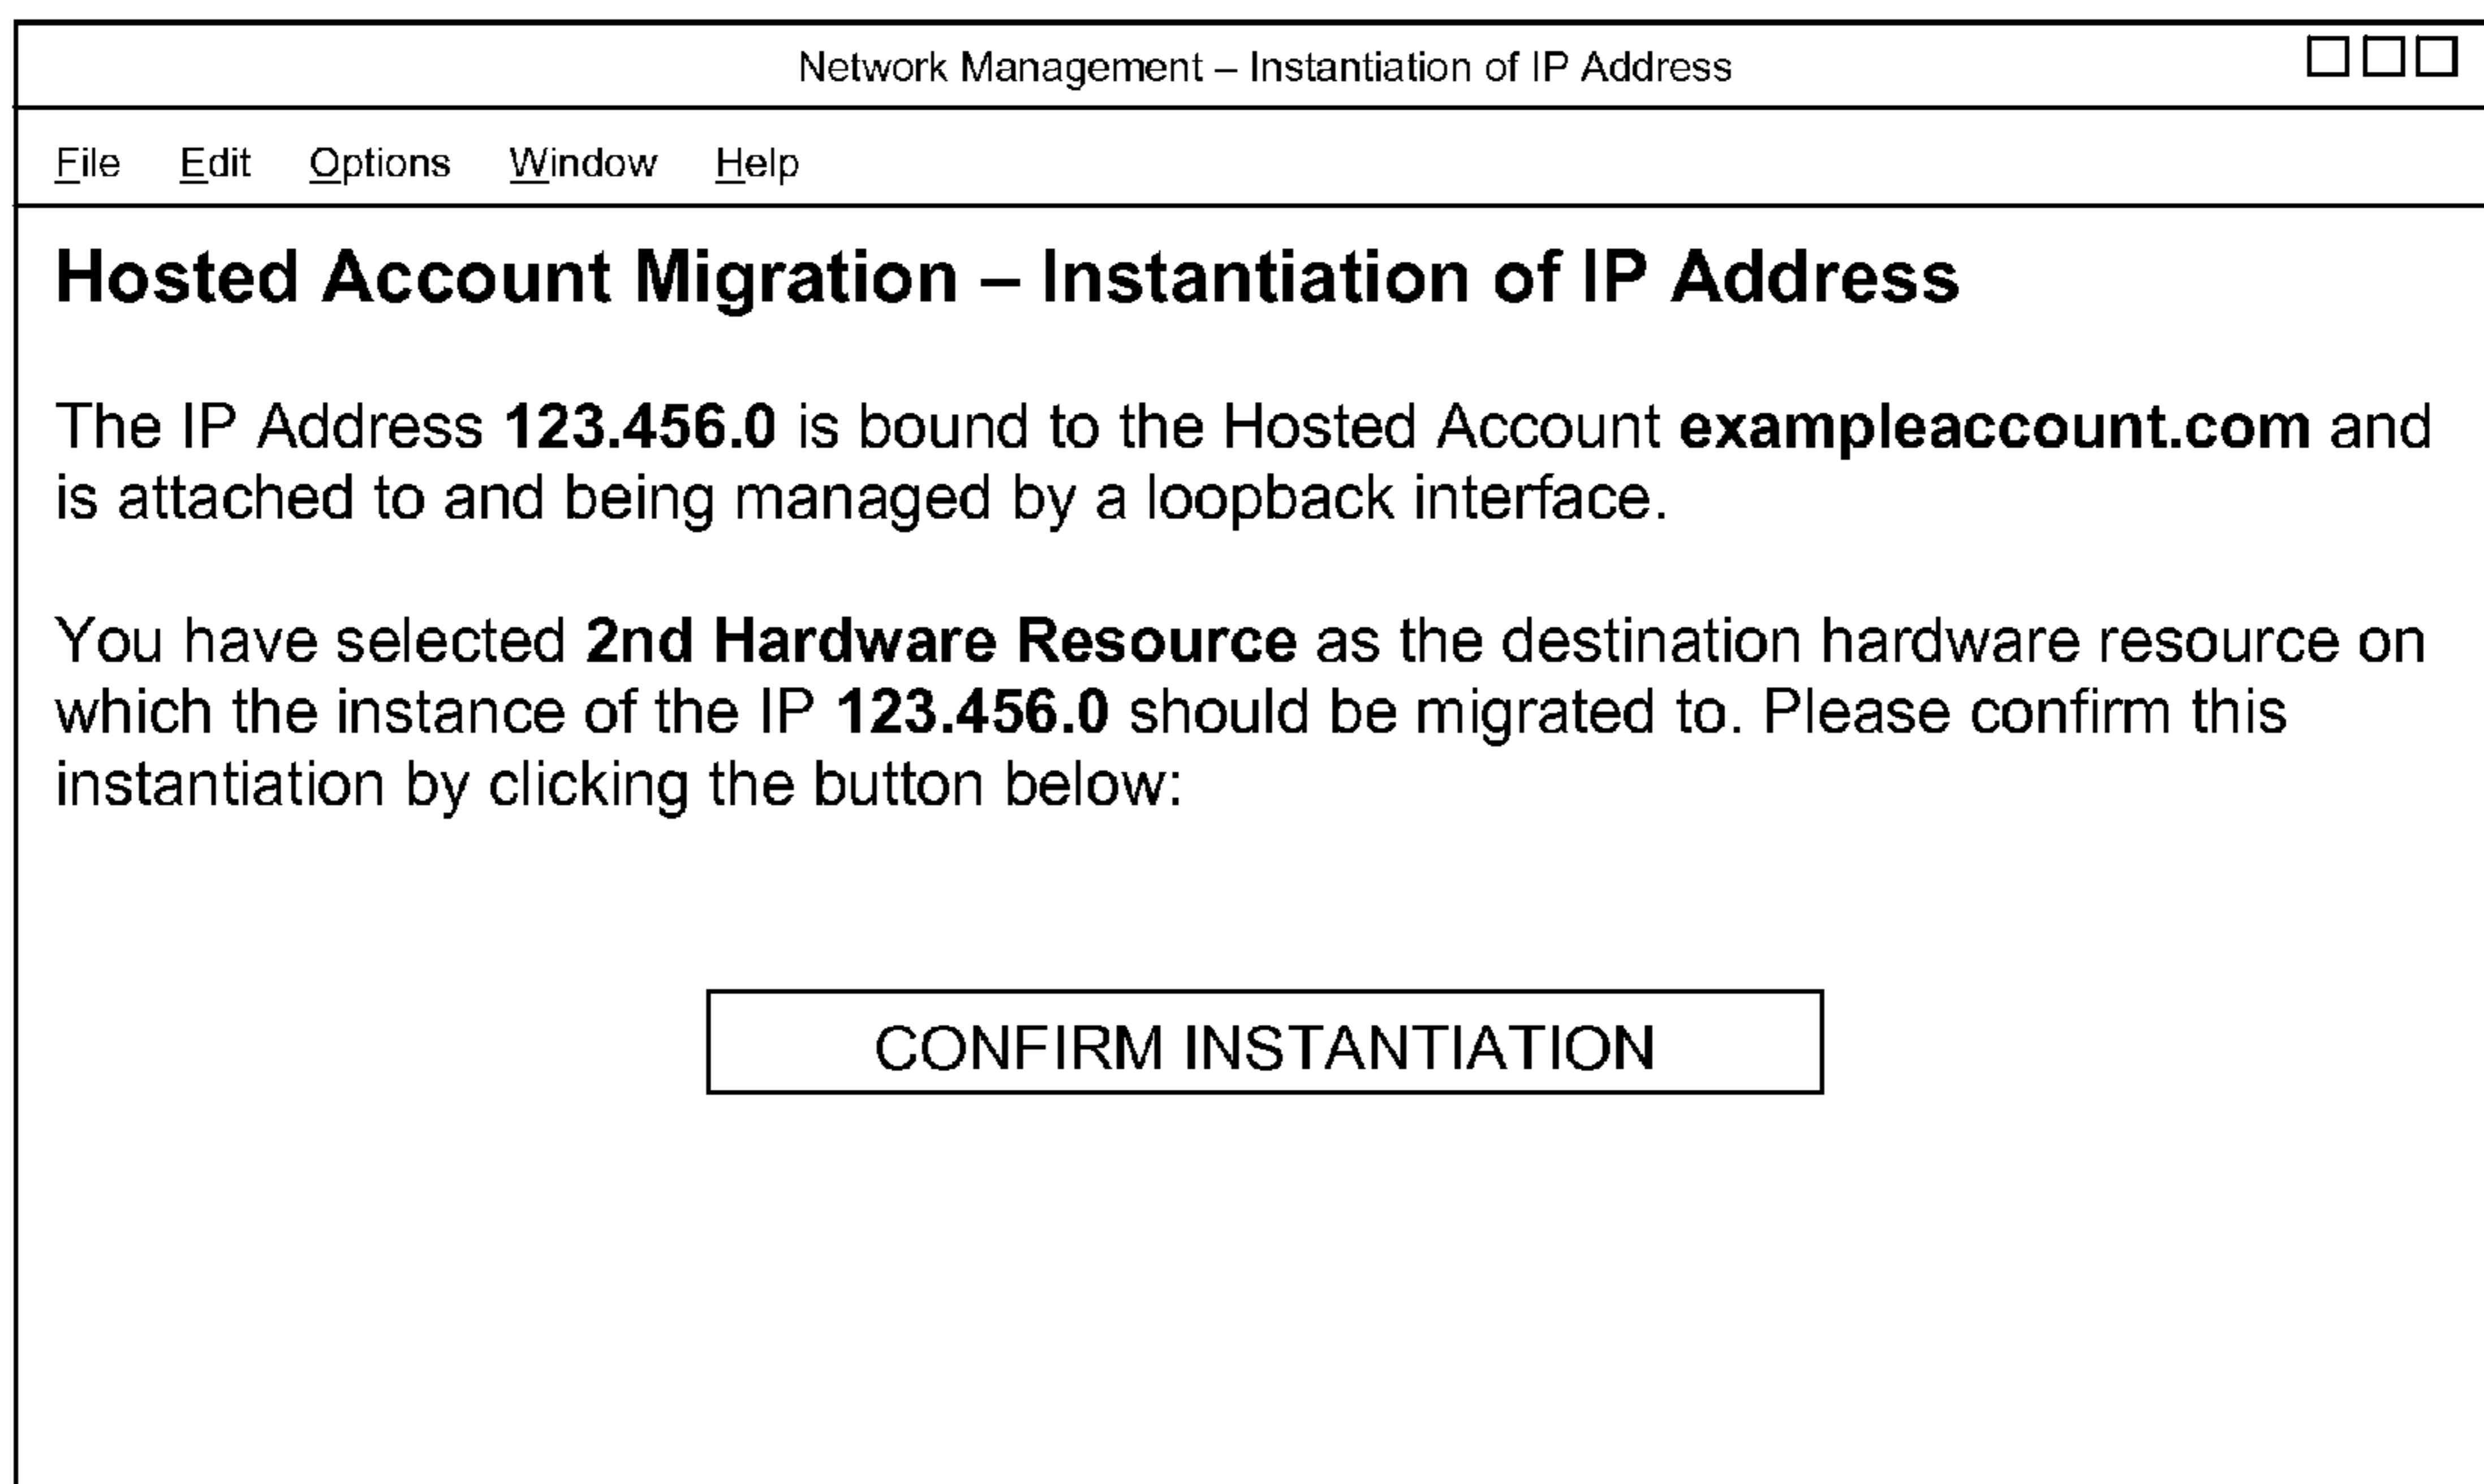 Network Management – Instantiation of IP Address
File Edit Options Window Help
Hosted Account Migration – Instantiation of IP Address
The IP Address 123.456.0 is bound to the Hosted Account exampleaccount.com and
is attached to and being managed by a loopback interface.
You have selected 2nd Hardware Resource as the destination hardware resource on
which the instance of the IP 123.456.0 should be migrated to. Please confirm this
instantiation by clicking the button below:
CONFIRM INSTANTIATION